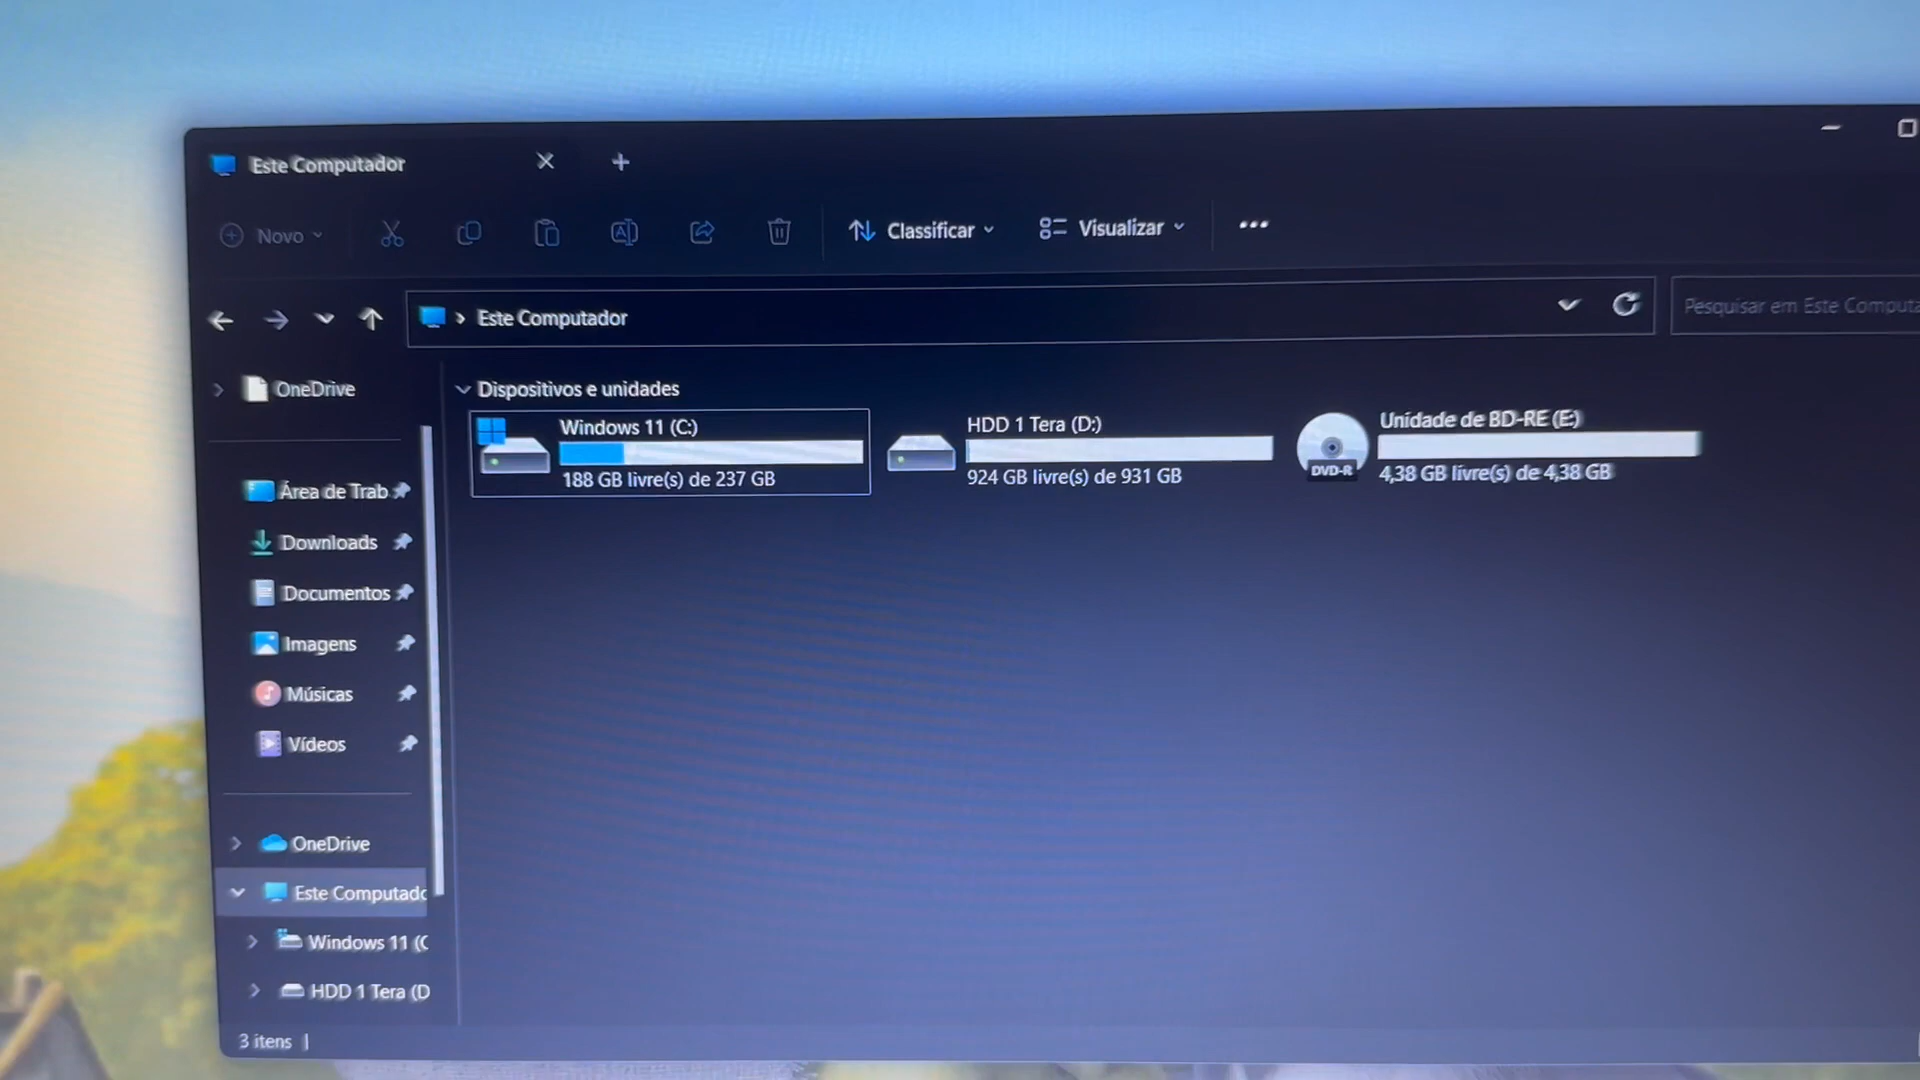 Este Computador
Novo
Classificar
Visualizar
Este Computador
Pesquisar em Este
OneDrive
Dispositivos e unidades
Windows 11 (C:)
188 GB livre(s) de 237 GB
HDD 1 Tera (D:)
924 GB livre(s) de 931 GB
DVD-R
Unidade de BD-RE (E:)
4,38 GB livre(s) de 4,38 GB
Área de Trab
Downloads
Documentos
Imagens
Músicas
Vídeos
OneDrive
Este Computado
Windows 11 (C
HDD 1 Tera (D
3 itens